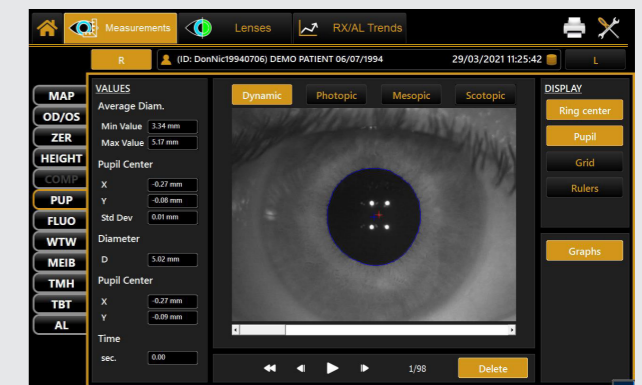 Measurements Lenses RX/AL Trends
R (ID: DonNic19940706) DEMO PATIENT 06/07/1994 29/03/2021 11:25:42 L
MAP
OD/OS
ZER
HEIGHT
COMP
PUP
FLUO
WTW
MEIB
TMH
TBT
AL
VALUES
Average Diam.
Min Value 3.34 mm
Max Value 5.17 mm
Pupil Center
X -0.27 mm
Y -0.08 mm
Std Dev 0.01 mm
Diameter
D 5.02 mm
Pupil Center
X -0.27 mm
Y -0.09 mm
Time
sec. 0.00
Dynamic Photopic Mesopic Scotopic
1/98 Delete
DISPLAY
Ring center
Pupil
Grid
Rulers
Graphs